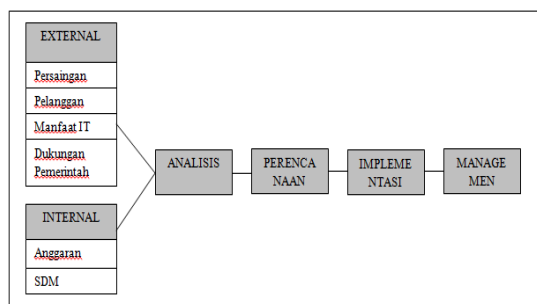 EXTERNAL
Persaingan
Pelanggan
Manfaat IT
Dukungan
Pemerintah
INTERNAL
Anggaran
SDM
ANALISIS
PERENCA
NAAN
IMPLEME
NTASI
MANAGE
MEN